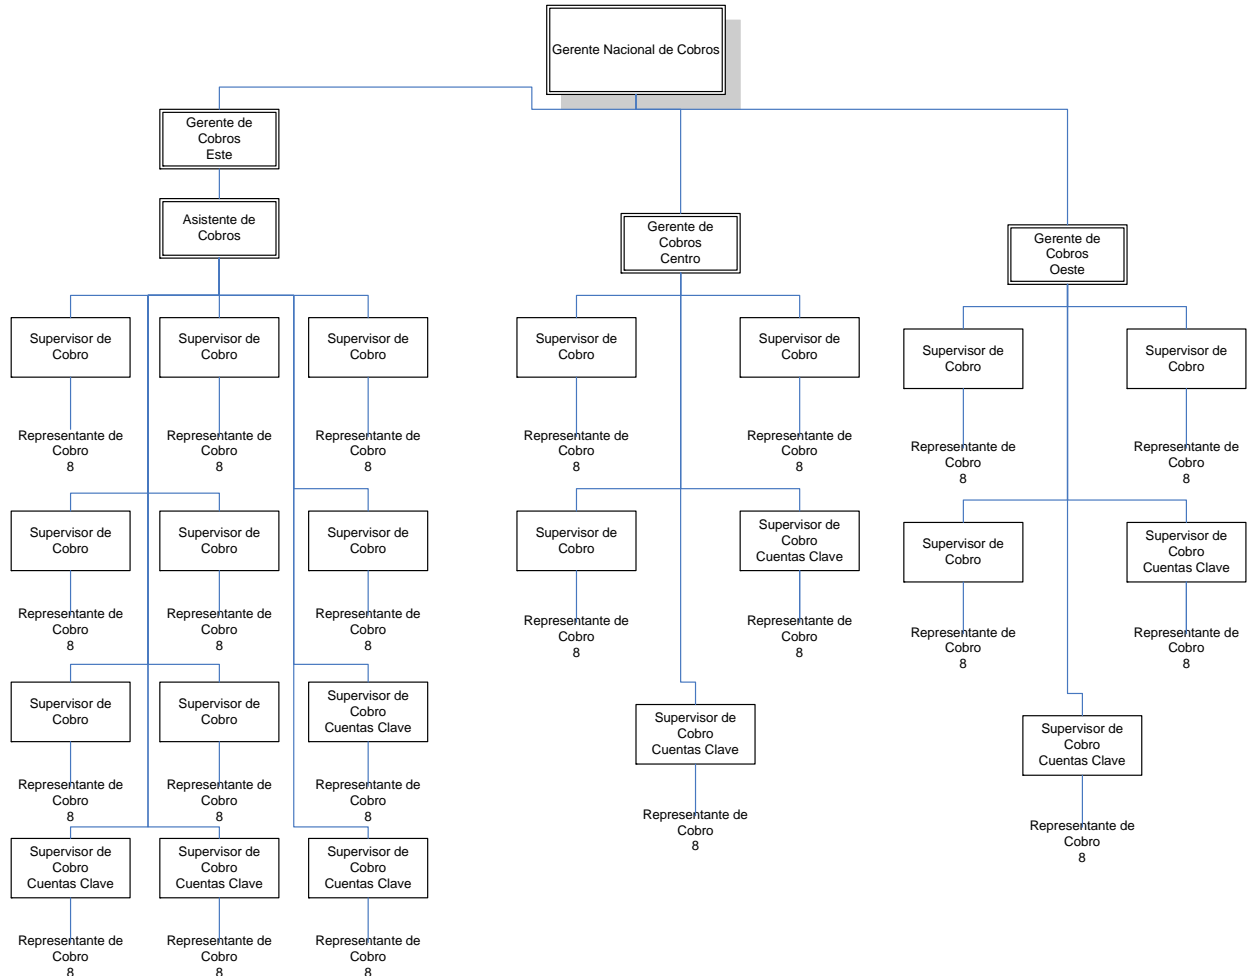 Gerente Nacional de Cobros
Gerente de
Cobros
Este
Asistente de
Cobros
Gerente de
Cobros
Centro
Gerente de
Cobros
Oeste
Supervisor de
Cobro
Supervisor de
Cobro
Supervisor de
Cobro
Representante de
Cobro
8
Representante de
Cobro
8
Representante de
Cobro
8
Supervisor de
Cobro
Supervisor de
Cobro
Supervisor de
Cobro
Representante de
Cobro
8
Representante de
Cobro
8
Representante de
Cobro
8
Supervisor de
Cobro
Supervisor de
Cobro
Supervisor de
Cobro
Cuentas Clave
Representante de
Cobro
8
Representante de
Cobro
8
Representante de
Cobro
8
Supervisor de
Cobro
Cuentas Clave
Supervisor de
Cobro
Cuentas Clave
Supervisor de
Cobro
Cuentas Clave
Representante de
Cobro
8
Representante de
Cobro
8
Representante de
Cobro
8
Supervisor de
Cobro
Supervisor de
Cobro
Representante de
Cobro
8
Representante de
Cobro
8
Supervisor de
Cobro
Supervisor de
Cobro
Cuentas Clave
Representante de
Cobro
8
Representante de
Cobro
8
Supervisor de
Cobro
Cuentas Clave
Representante de
Cobro
8
Supervisor de
Cobro
Supervisor de
Cobro
Representante de
Cobro
8
Representante de
Cobro
8
Supervisor de
Cobro
Supervisor de
Cobro
Cuentas Clave
Representante de
Cobro
8
Representante de
Cobro
8
Supervisor de
Cobro
Cuentas Clave
Representante de
Cobro
8